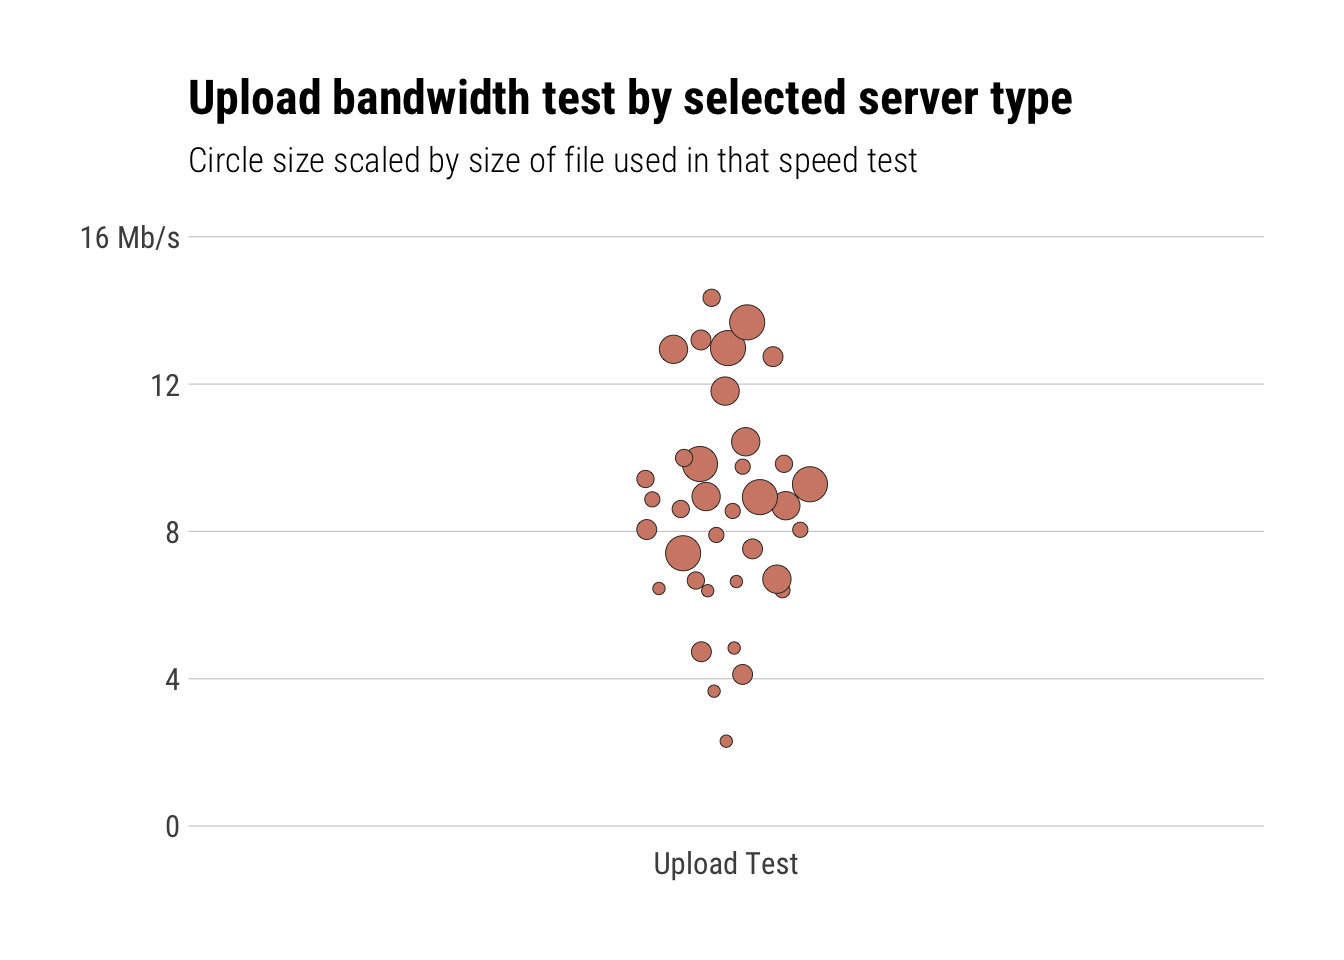 Upload bandwidth test by selected server type
Circle size scaled by size of file used in that speed test
16 Mb/s
12
8
4
0
Upload Test